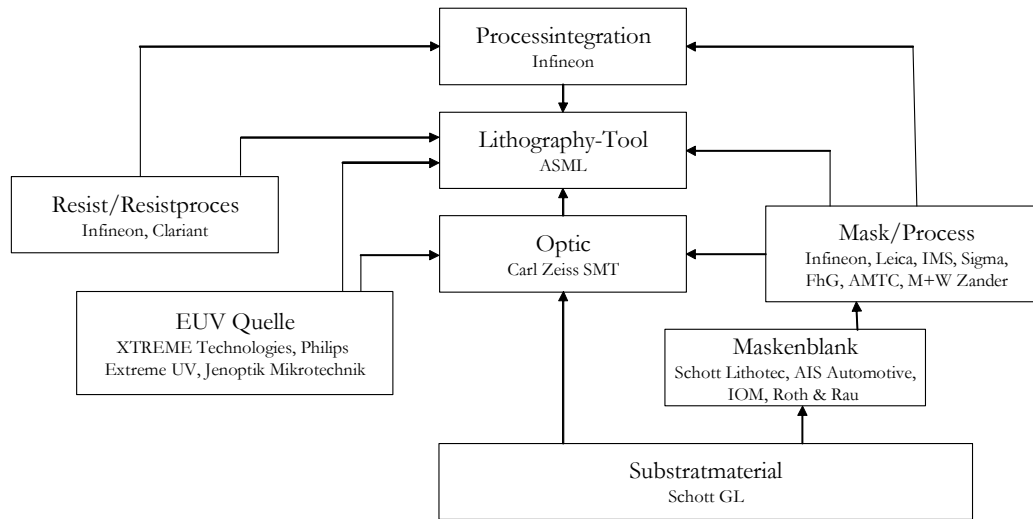 Processintegration
Infineon
Lithography-Tool
ASML
Resist/Resistproces
Infineon, Clariant
Optic
Carl Zeiss SMT
Mask/Process
Infineon, Leica, IMS, Sigma,
FhG, AMTC, M+W Zander
EUV Quelle
XTREME Technologies, Philips
Extreme UV, Jenoptik Mikrotechnik
Maskenblank
Schott Lithotec, AIS Automotive,
IOM, Roth & Rau
Substratmaterial
Schott GL